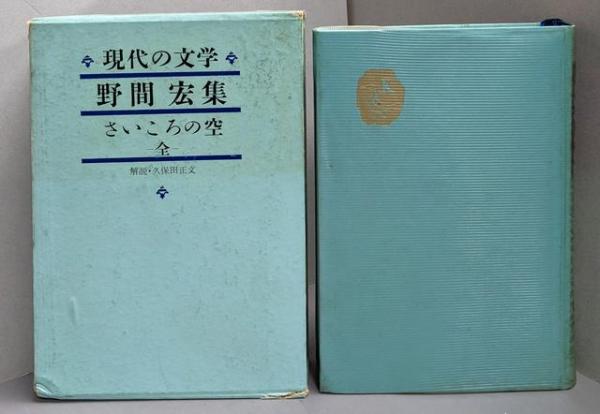 現代の文学
野間 宏集
さいころの空
—全—
解説・久保田正文